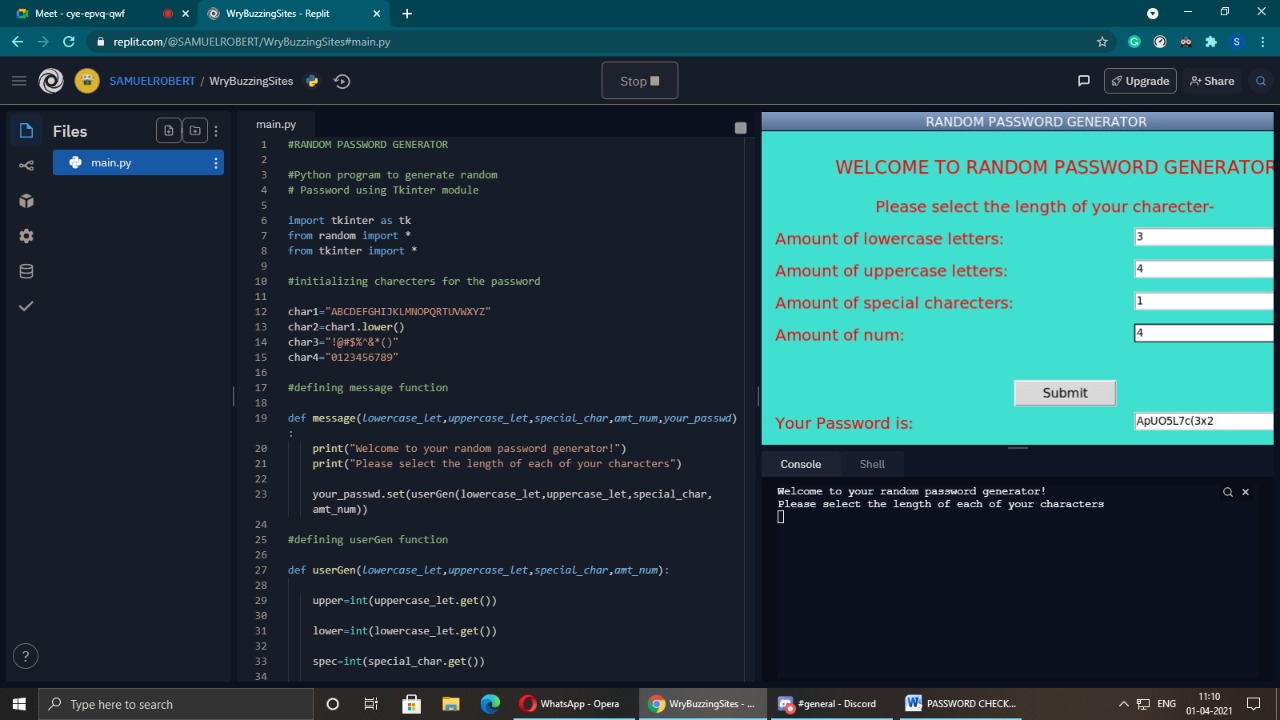 Meet - cye-epvq-qwf
WryBuzzingSites - Replit
replit.com/@SAMUELROBERT/WryBuzzingSites#main.py
SAMUELROBERT / WryBuzzingSites
Stop
Upgrade
Share
Files
main.py
main.py
1 #RANDOM PASSWORD GENERATOR
2
3 #Python program to generate random
4 # Password using Tkinter module
5
6 import tkinter as tk
7 from random import *
8 from tkinter import *
9
10 #initializing charecters for the password
11
12 char1="ABCDEFGHIJKLMNOPQRTUVWXYZ"
13 char2=char1.lower()
14 char3="!@#$%^&*()"
15 char4="0123456789"
16
17 #defining message function
18
19 def message(lowercase_let,uppercase_let,special_char,amt_num,your_passwd)
:
20 print("Welcome to your random password generator!")
21 print("Please select the length of each of your characters")
22
23 your_passwd.set(userGen(lowercase_let,uppercase_let,special_char,
amt_num))
24
25 #defining userGen function
26
27 def userGen(lowercase_let,uppercase_let,special_char,amt_num):
28
29 upper=int(uppercase_let.get())
30
31 lower=int(lowercase_let.get())
32
33 spec=int(special_char.get())
34
RANDOM PASSWORD GENERATOR
WELCOME TO RANDOM PASSWORD GENERATOR
Please select the length of your charecter-
Amount of lowercase letters: 3
Amount of uppercase letters: 4
Amount of special charecters: 1
Amount of num: 4
Submit
Your Password is: ApUO5L7c(3x2
Console Shell
Welcome to your random password generator!
Please select the length of each of your characters
?
Type here to search
WhatsApp - Opera
WryBuzzingSites - ...
#general - Discord
PASSWORD CHECK...
ENG
11:10
01-04-2021